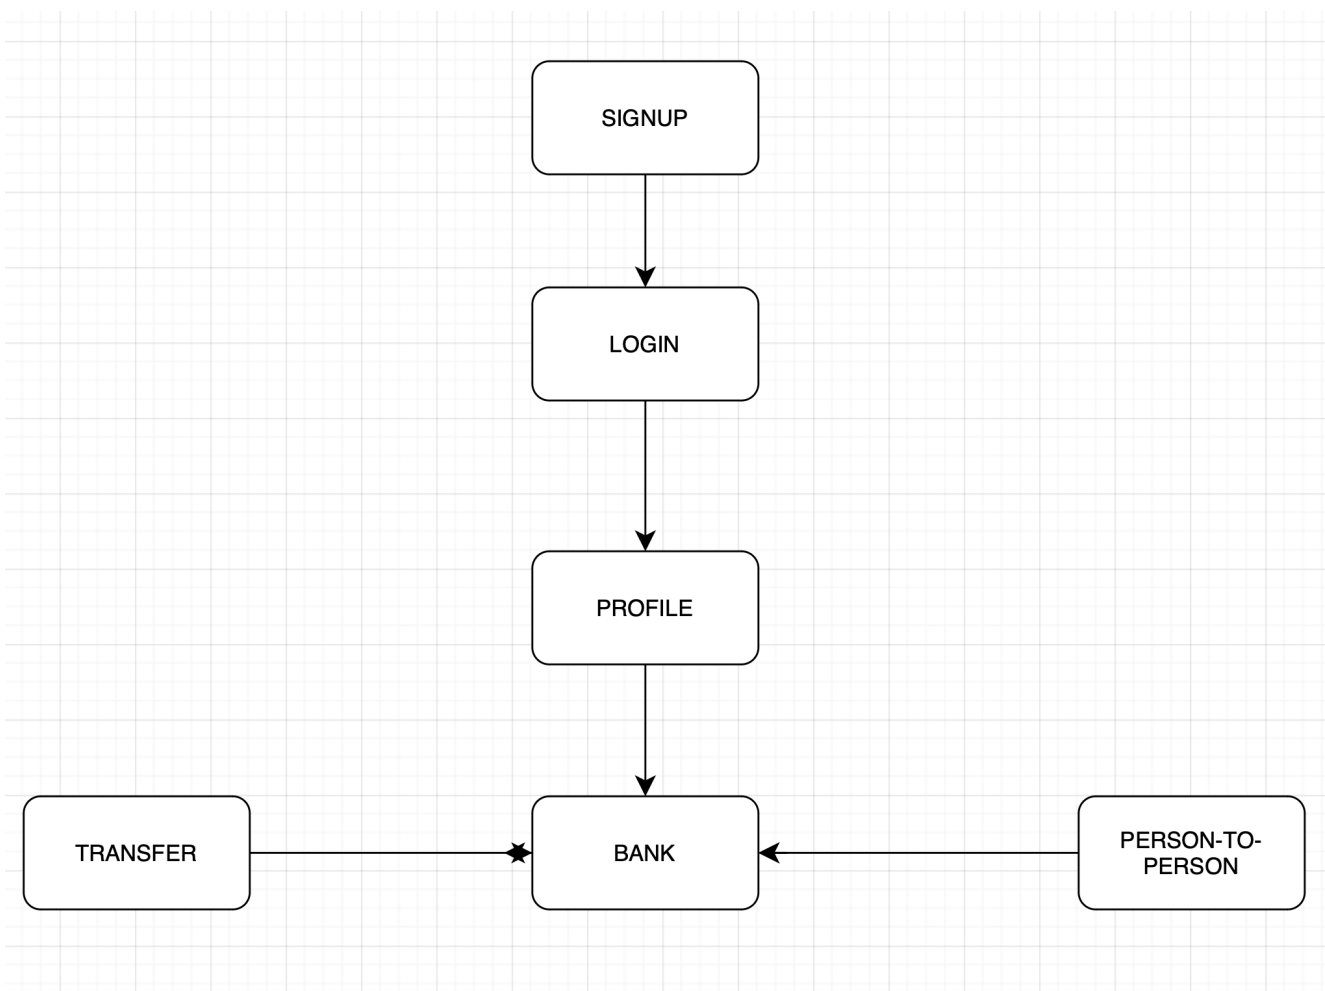 SIGNUP
LOGIN
PROFILE
TRANSFER
BANK
PERSON-TO-
PERSON